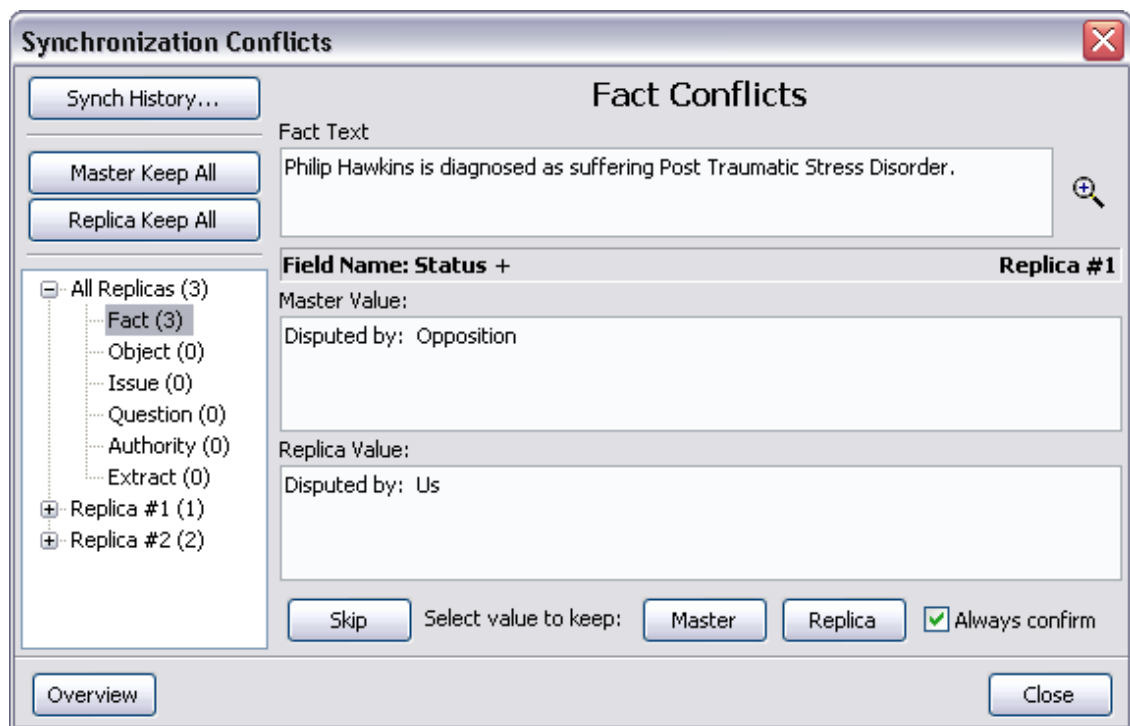 Synchronization Conflicts
Synch History...
Master Keep All
Replica Keep All
All Replicas (3)
Fact (3)
Object (0)
Issue (0)
Question (0)
Authority (0)
Extract (0)
Replica #1 (1)
Replica #2 (2)
Fact Conflicts
Fact Text
Philip Hawkins is diagnosed as suffering Post Traumatic Stress Disorder.
Field Name: Status + Replica #1
Master Value:
Disputed by: Opposition
Replica Value:
Disputed by: Us
Skip Select value to keep: Master Replica Always confirm
Overview Close